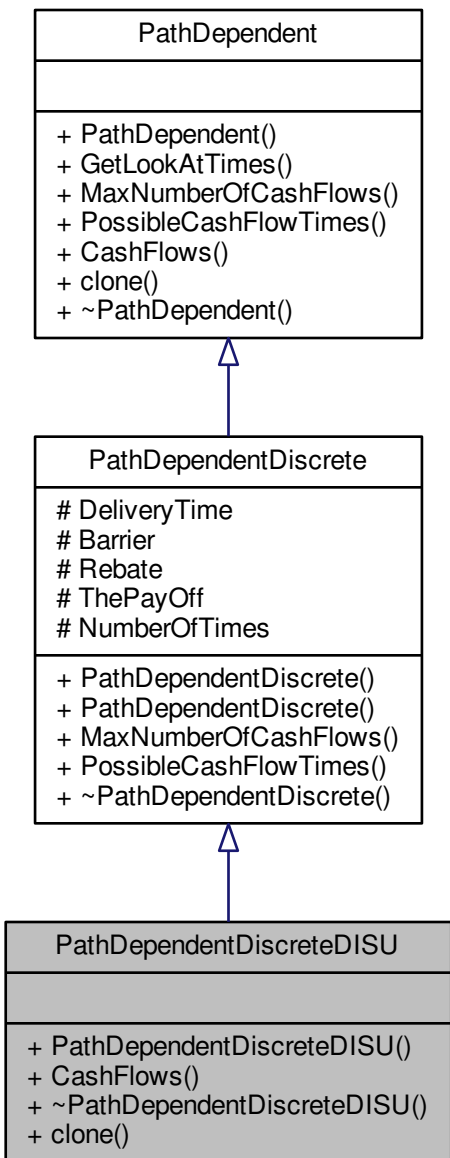 PathDependent
+ PathDependent()
+ GetLookAtTimes()
+ MaxNumberOfCashFlows()
+ PossibleCashFlowTimes()
+ CashFlows()
+ clone()
+ ~PathDependent()
PathDependentDiscrete
# DeliveryTime
# Barrier
# Rebate
# ThePayOff
# NumberOfTimes
+ PathDependentDiscrete()
+ PathDependentDiscrete()
+ MaxNumberOfCashFlows()
+ PossibleCashFlowTimes()
+ ~PathDependentDiscrete()
PathDependentDiscreteDISU
+ PathDependentDiscreteDISU()
+ CashFlows()
+ ~PathDependentDiscreteDISU()
+ clone()